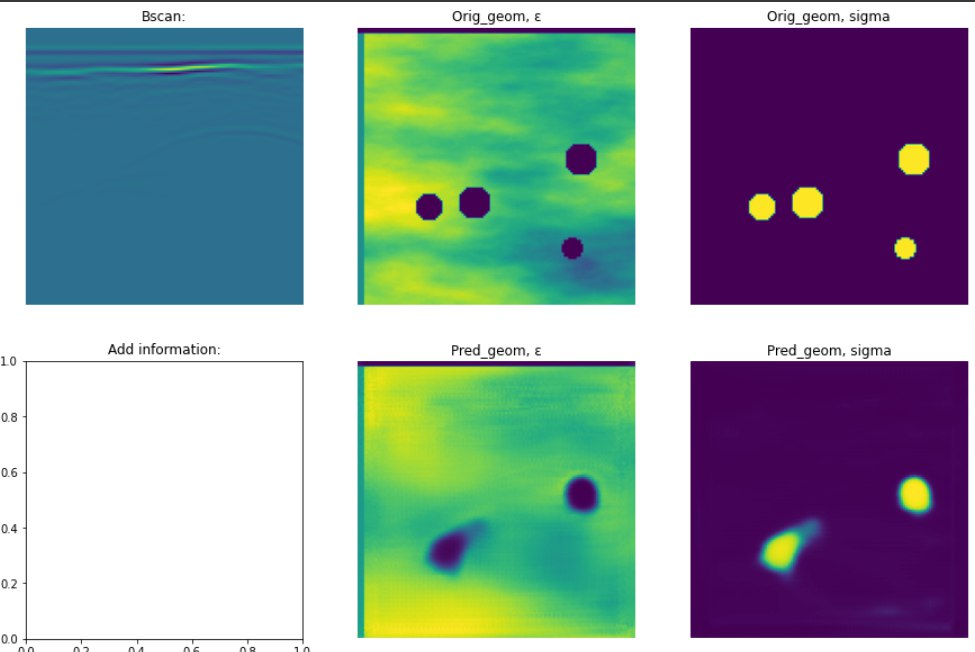 Bscan:
Orig_geom, ε
Orig_geom, sigma
Add information:
Pred_geom, ε
Pred_geom, sigma
1.0
0.8
0.6
0.4
0.2
0.0
0.0 0.2 0.4 0.6 0.8 1.0